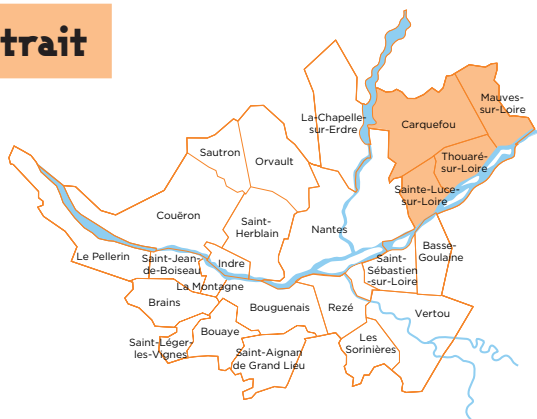 trait
Mauves-
sur-Loire
La-Chapelle-
sur-Erdre
Carquefou
Sautron
Orvault
Thouaré-
sur-Loire
Sainte-Luce-
sur-Loire
Couëron
Saint-
Herblain
Nantes
Basse-
Goulaine
Le Pellerin
Saint-Jean-
de-Boiseau
Indre
Saint-
Sébastien
-sur-Loire
La Montagne
Brains
Bouguenais
Rezé
Vertou
Bouaye
Saint-Léger-
les-Vignes
Les
Sorinières
Saint-Aignan
de Grand Lieu